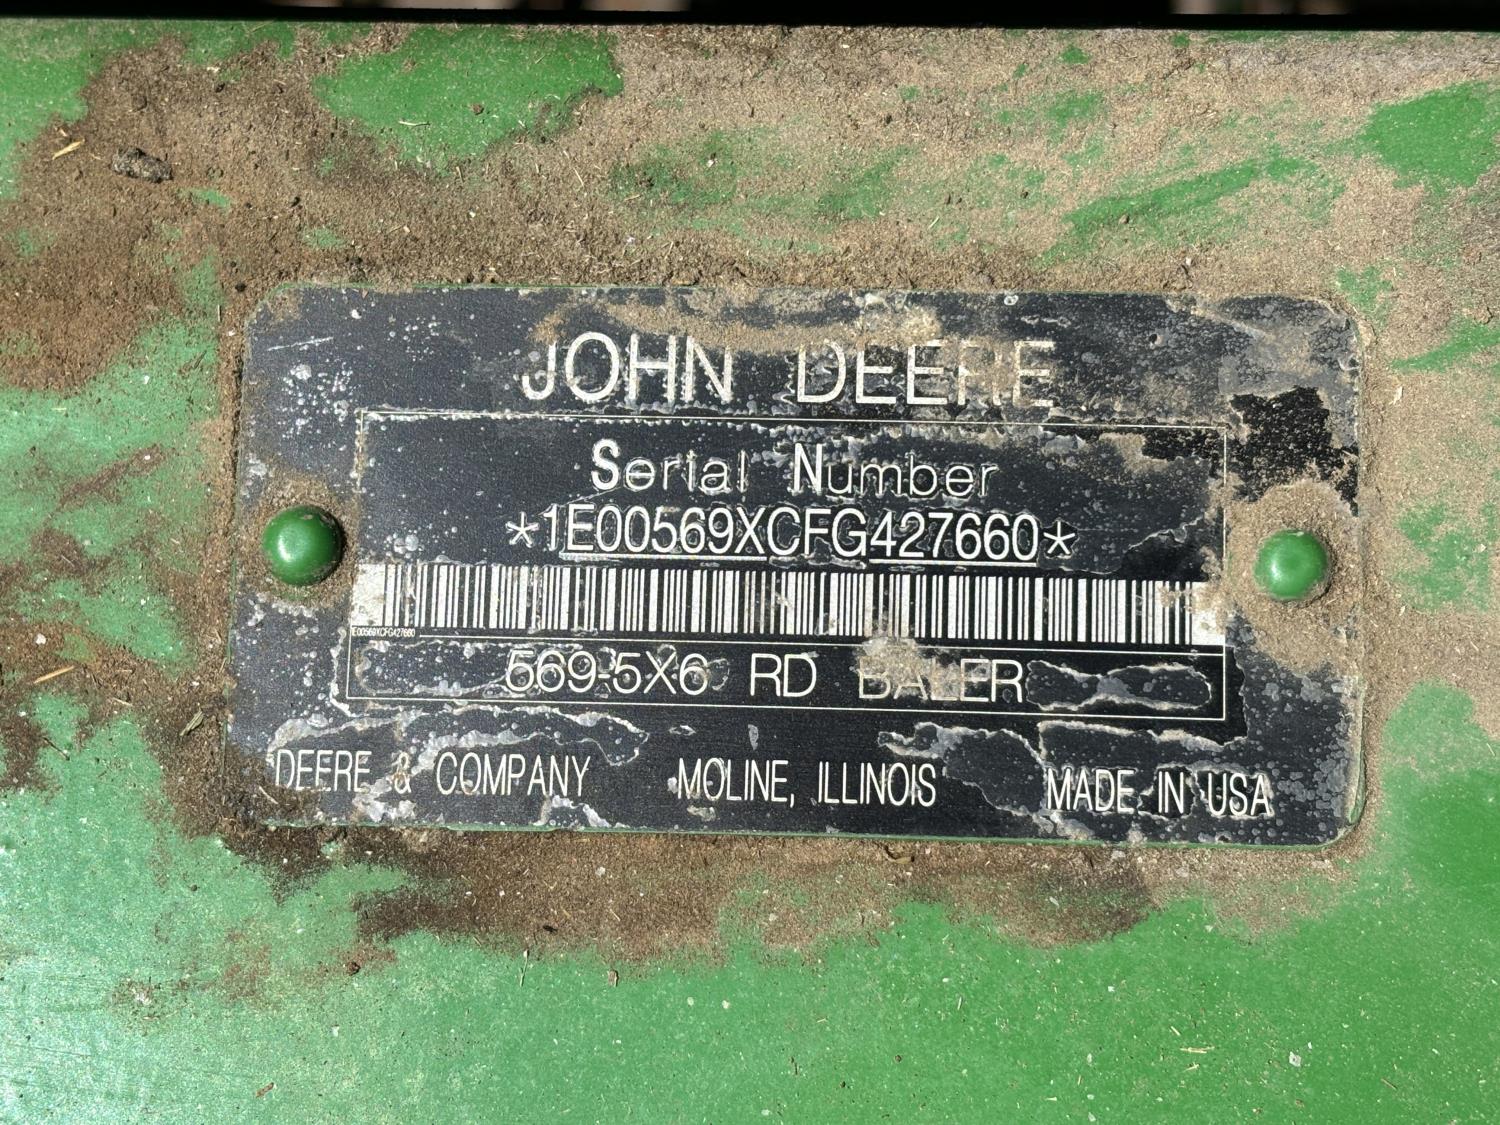 JOHN DEERE
Serial Number
*1E00569XCFG427660*
1E00569XCFG427660
569-5X6 RD BALER
DEERE & COMPANY MOLINE, ILLINOIS MADE IN USA